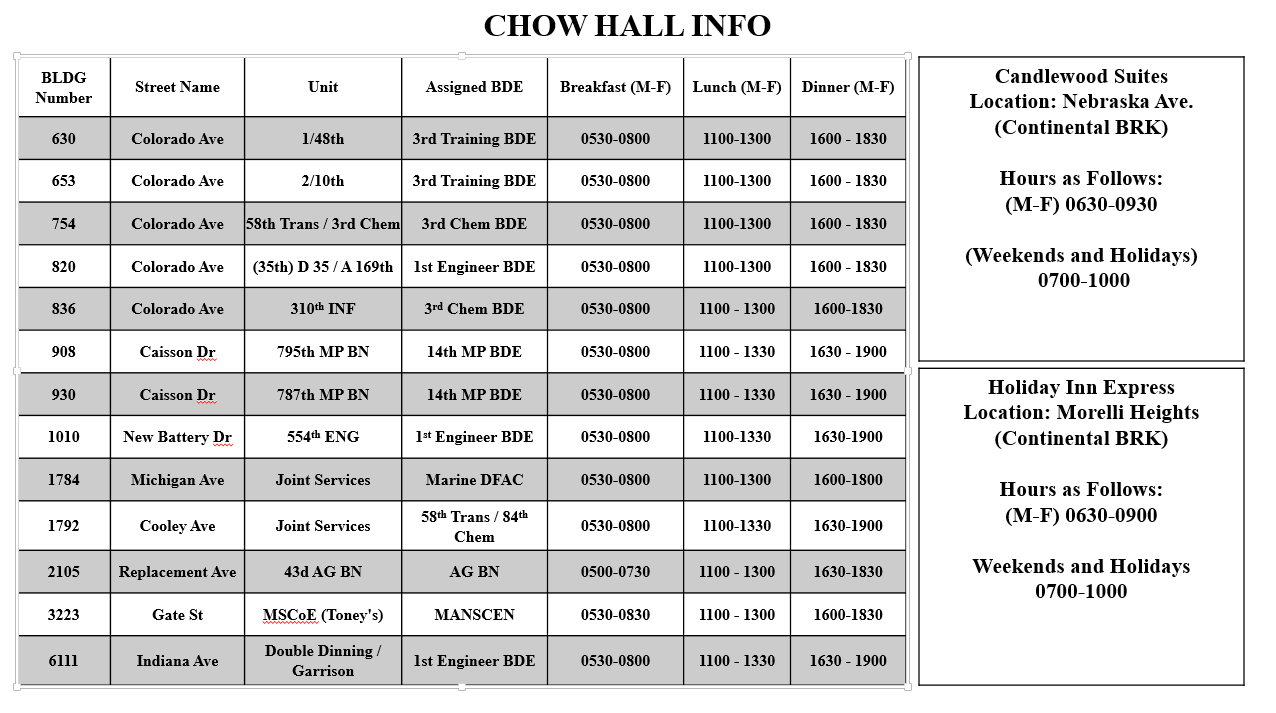 CHOW HALL INFO
BLDG Number Street Name Unit Assigned BDE Breakfast (M-F) Lunch (M-F) Dinner (M-F)
630 Colorado Ave 1/48th 3rd Training BDE 0530-0800 1100-1300 1600 - 1830
653 Colorado Ave 2/10th 3rd Training BDE 0530-0800 1100-1300 1600 - 1830
754 Colorado Ave 58th Trans / 3rd Chem 3rd Chem BDE 0530-0800 1100-1300 1600 - 1830
820 Colorado Ave (35th) D 35 / A 169th 1st Engineer BDE 0530-0800 1100-1300 1600 - 1830
836 Colorado Ave 310th INF 3rd Chem BDE 0530-0800 1100 - 1300 1600-1830
908 Caisson Dr 795th MP BN 14th MP BDE 0530-0800 1100 - 1330 1630 - 1900
930 Caisson Dr 787th MP BN 14th MP BDE 0530-0800 1100 - 1330 1630 - 1900
1010 New Battery Dr 554th ENG 1st Engineer BDE 0530-0800 1100-1330 1630-1900
1784 Michigan Ave Joint Services Marine DFAC 0530-0800 1100-1300 1600-1800
1792 Cooley Ave Joint Services 58th Trans / 84th Chem 0530-0800 1100-1330 1630-1900
2105 Replacement Ave 43d AG BN AG BN 0500-0730 1100 - 1300 1630-1830
3223 Gate St MSCoE (Toney's) MANSCEN 0530-0830 1100 - 1300 1600-1830
6111 Indiana Ave Double Dinning / Garrison 1st Engineer BDE 0530-0800 1100 - 1330 1630 - 1900
Candlewood Suites
Location: Nebraska Ave.
(Continental BRK)
Hours as Follows:
(M-F) 0630-0930
(Weekends and Holidays)
0700-1000
Holiday Inn Express
Location: Morelli Heights
(Continental BRK)
Hours as Follows:
(M-F) 0630-0900
Weekends and Holidays
0700-1000